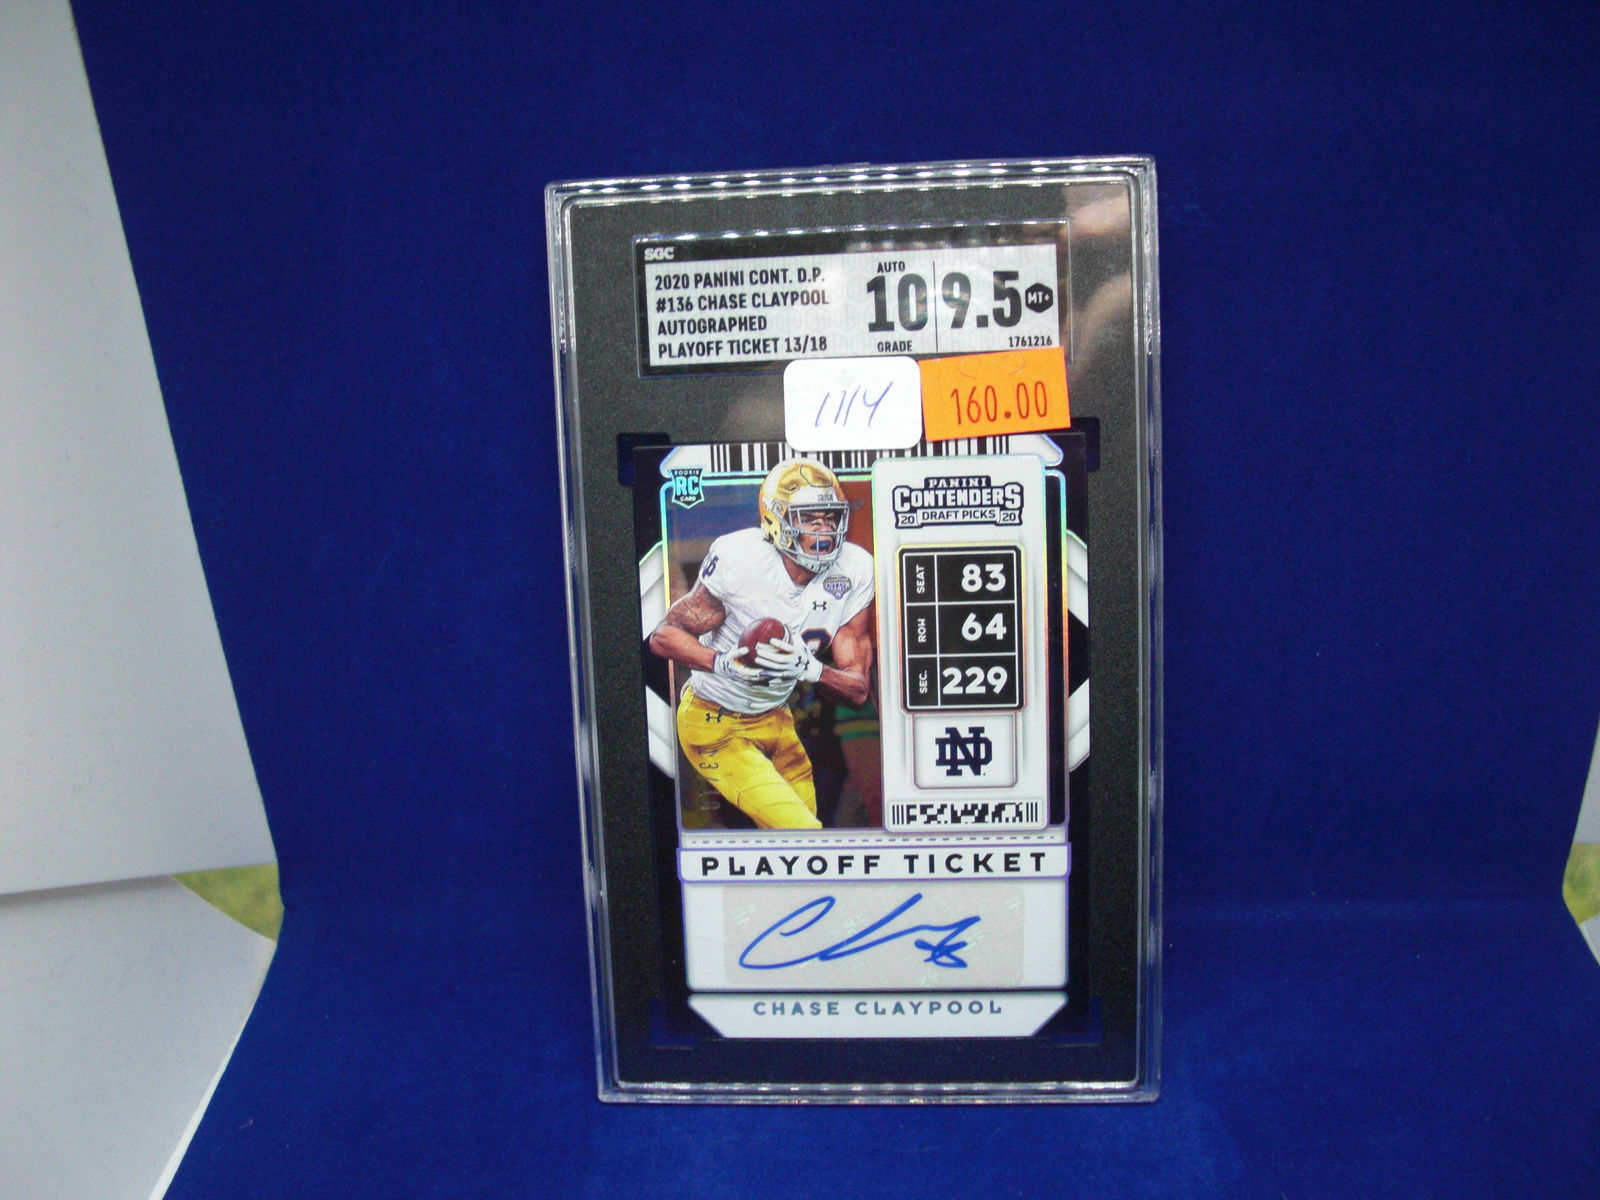 SGC
2020 PANINI CONT. D.P.
#136 CHASE CLAYPOOL
AUTOGRAPHED
PLAYOFF TICKET 13/18
AUTO
10
GRADE
9.5 MT+
1761216
160.00
ROOKIE
RC
CARD
PANINI
CONTENDERS
20 DRAFT PICKS 20
SEAT 83
ROW 64
SEC. 229
ND
PLAYOFF TICKET
CHASE CLAYPOOL